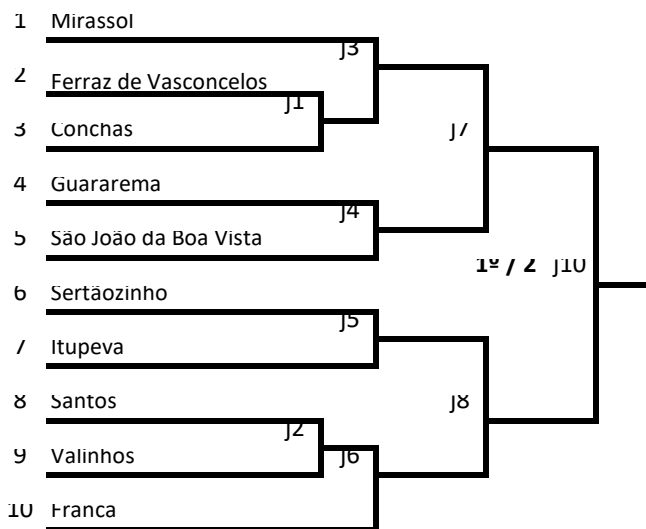 1 Mirassol
J3
2 Ferraz de Vasconcelos
J1
3 Conchas
J7
4 Guararema
J4
5 São João da Boa Vista
1º / 2 J10
6 Sertãozinho
J5
7 Itupeva
8 Santos
J8
J2
9 Valinhos
J6
10 Franca